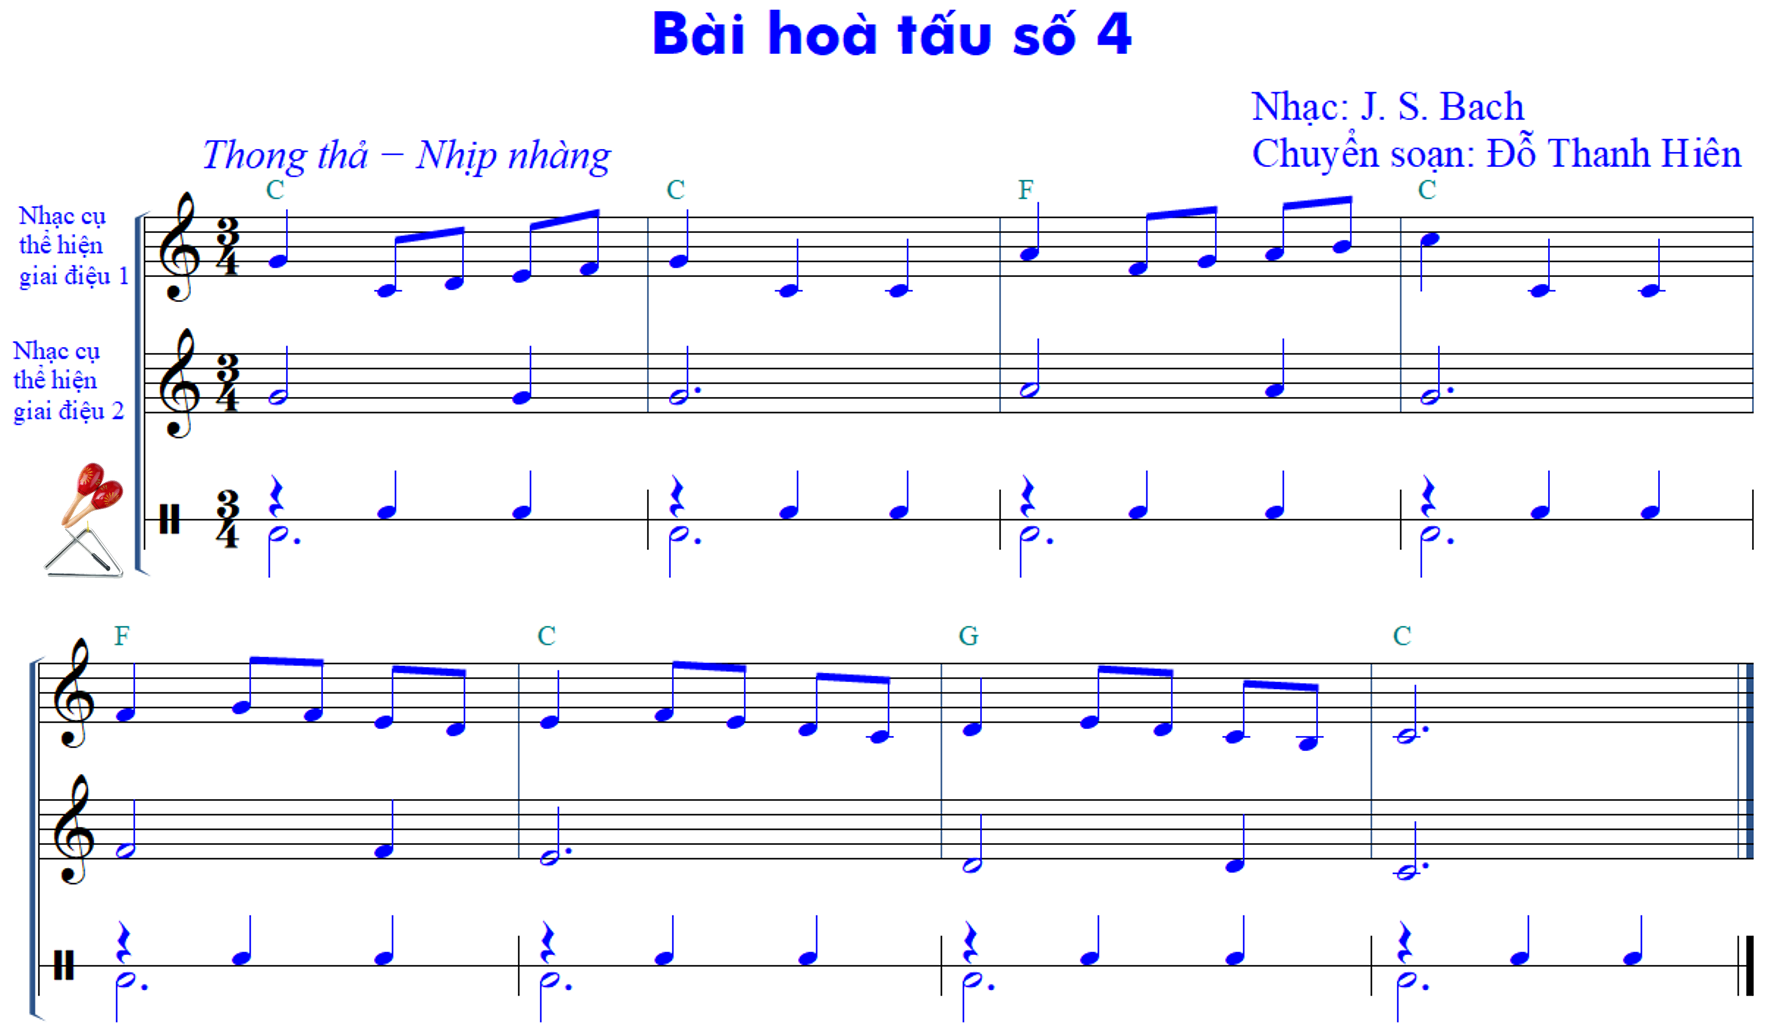 Bài hoà tấu số 4
Nhạc: J. S. Bach
Thong thả − Nhịp nhàng
Chuyển soạn: Đỗ Thanh Hiên
C C F C
Nhạc cụ
thể hiện
giai điệu 1
3
4
Nhạc cụ
thể hiện
giai điệu 2
3
4
3
4
F C G C